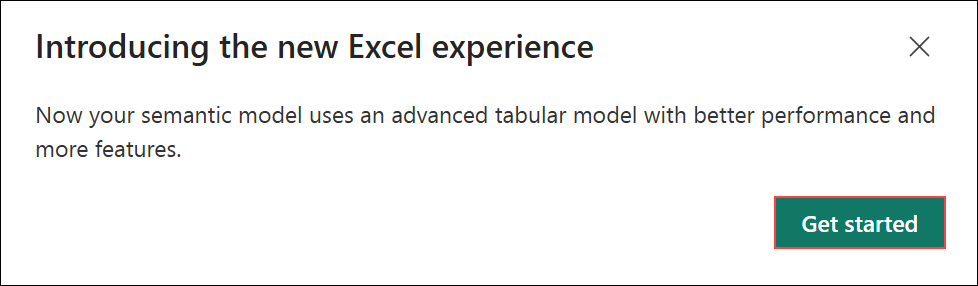 Introducing the new Excel experience
Now your semantic model uses an advanced tabular model with better performance and
more features.
Get started